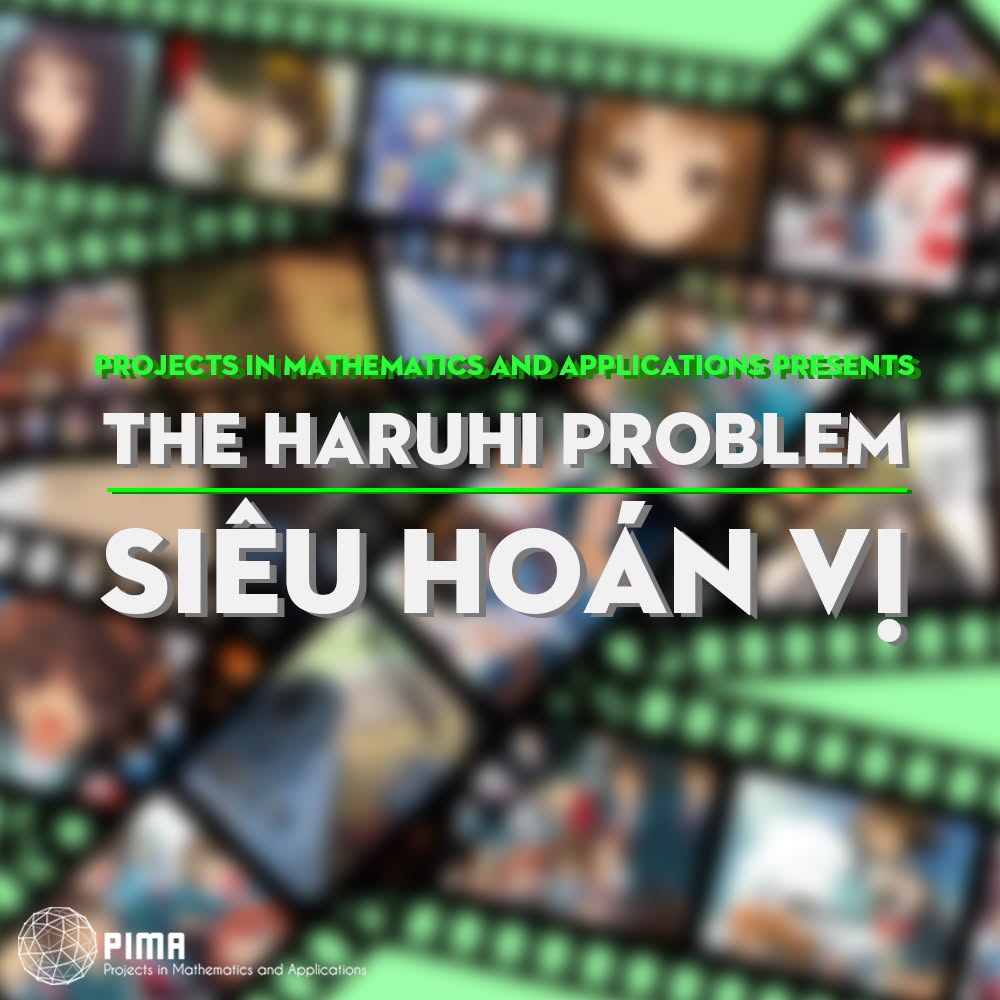 PROJECTS IN MATHEMATICS AND APPLICATIONS PRESENTS
THE HARUHI PROBLEM
SIÊU HOÁN VỊ
PIMA
Projects in Mathematics and Applications